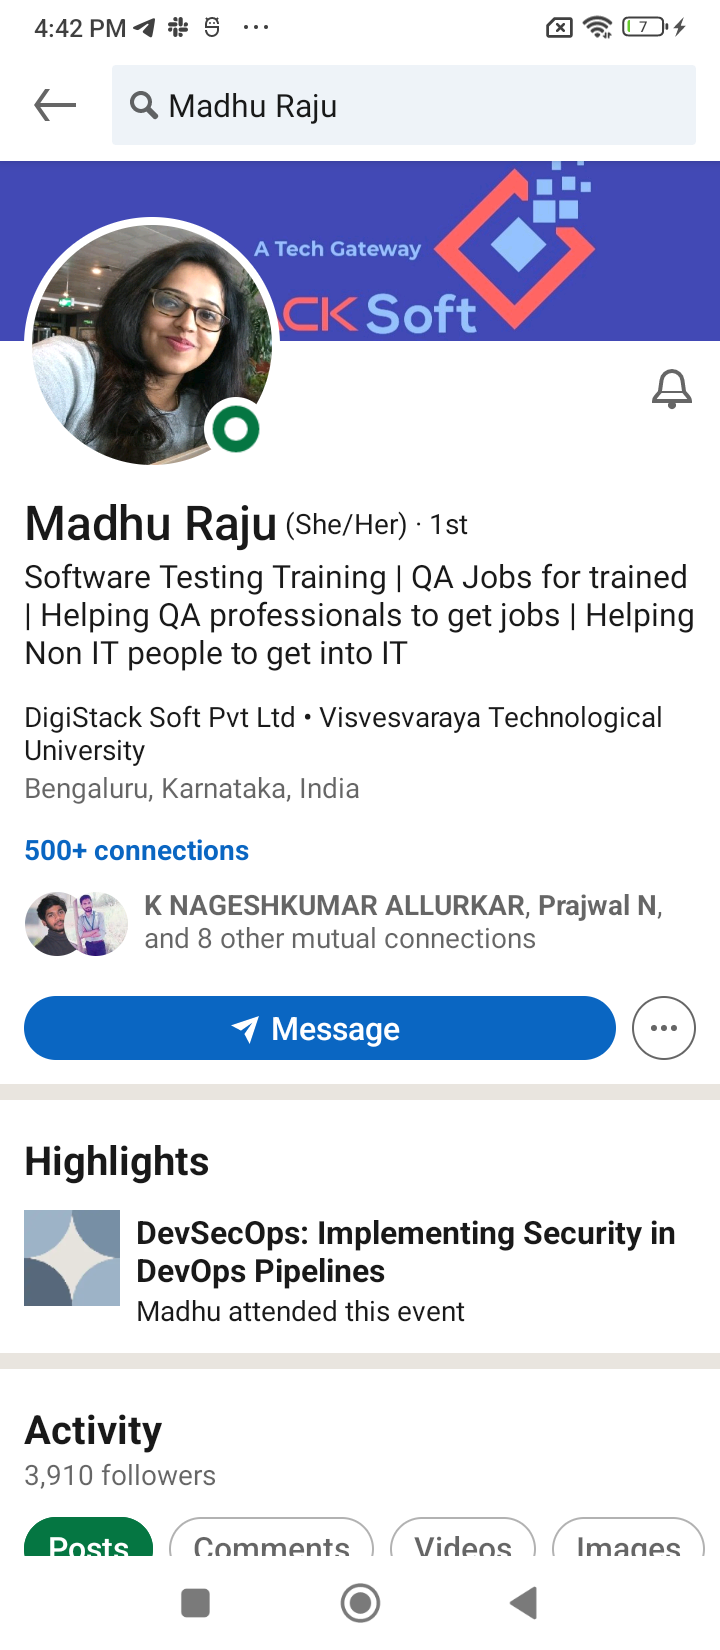 4:42 PM
7
Madhu Raju
A Tech Gateway
ACK Soft
Madhu Raju (She/Her) · 1st
Software Testing Training | QA Jobs for trained
| Helping QA professionals to get jobs | Helping
Non IT people to get into IT
DigiStack Soft Pvt Ltd • Visvesvaraya Technological
University
Bengaluru, Karnataka, India
500+ connections
K NAGESHKUMAR ALLURKAR, Prajwal N,
and 8 other mutual connections
Message
Highlights
DevSecOps: Implementing Security in
DevOps Pipelines
Madhu attended this event
Activity
3,910 followers
Posts Comments Videos Images